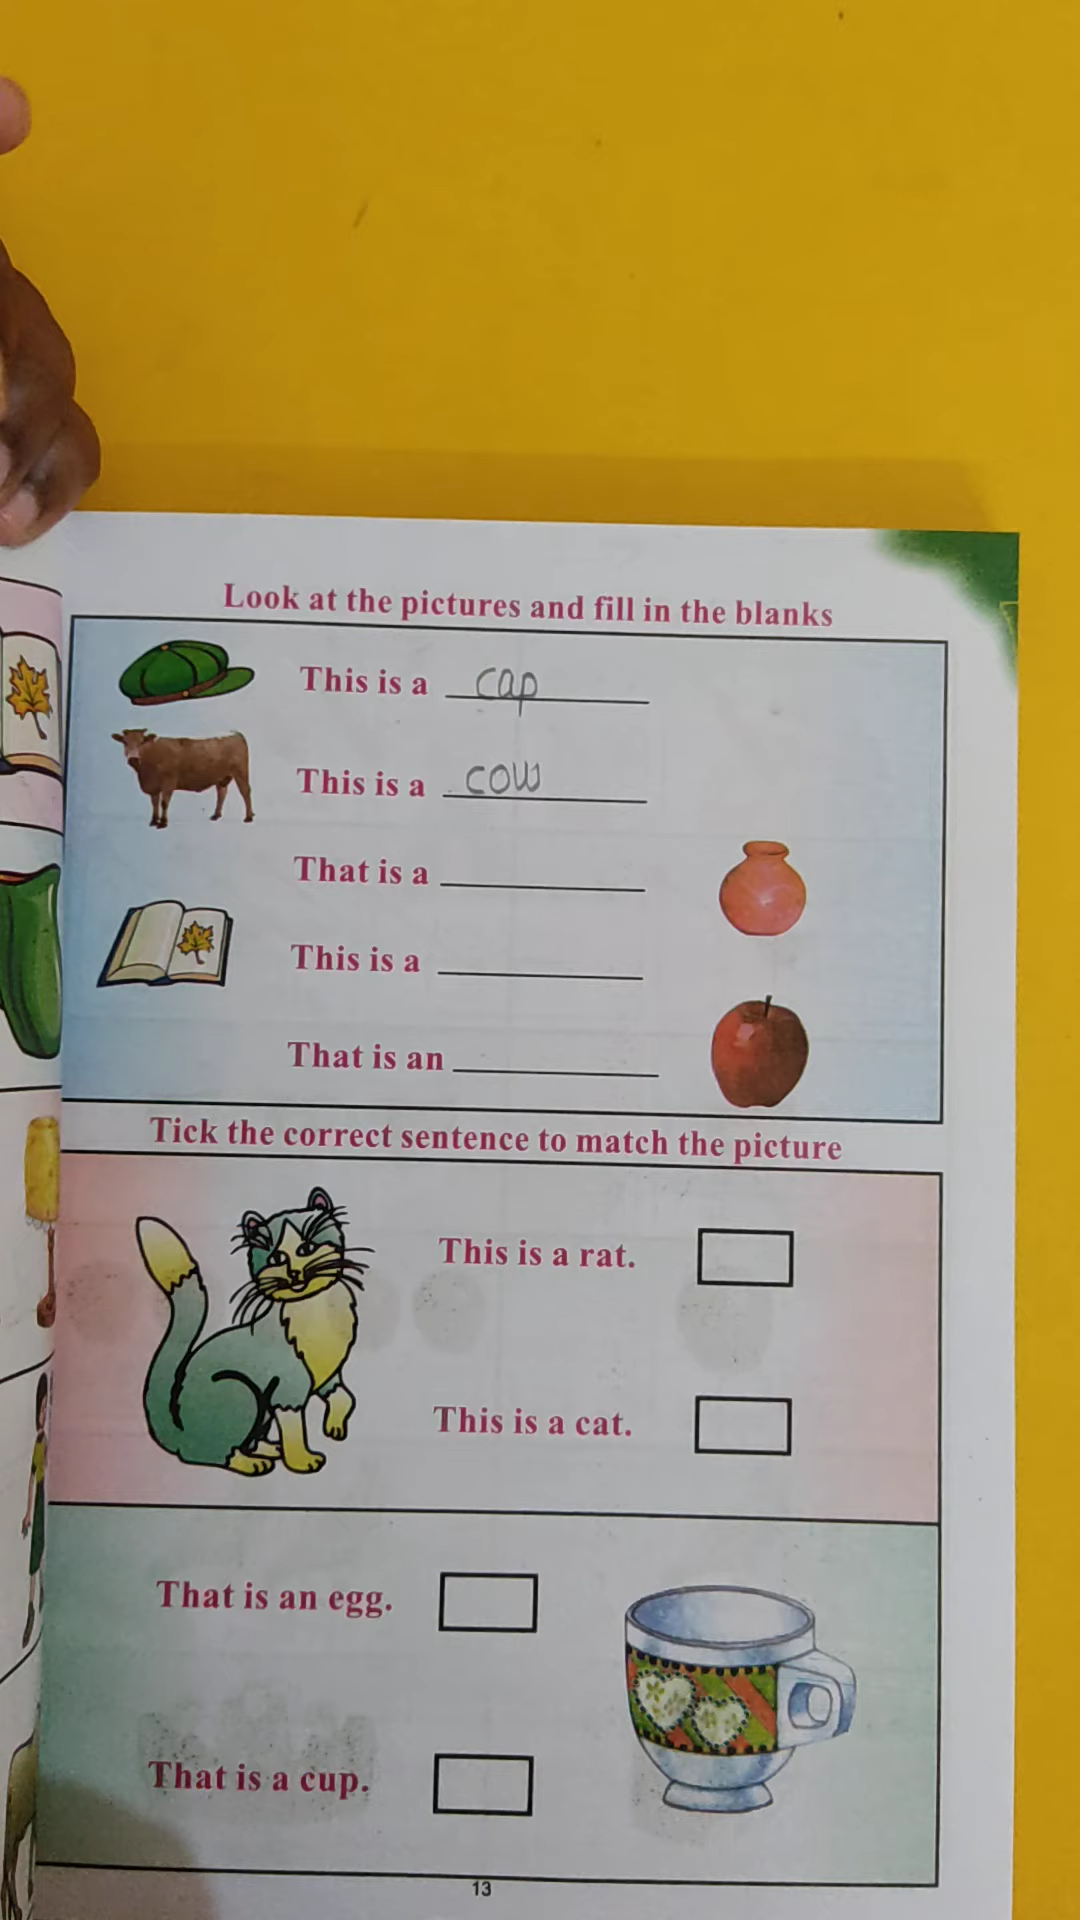 Look at the pictures and fill in the blanks
This is a cap
This is a cow
That is a
This is a
That is an
Tick the correct sentence to match the picture
This is a rat.
This is a cat.
That is an egg.
That is a cup.
13